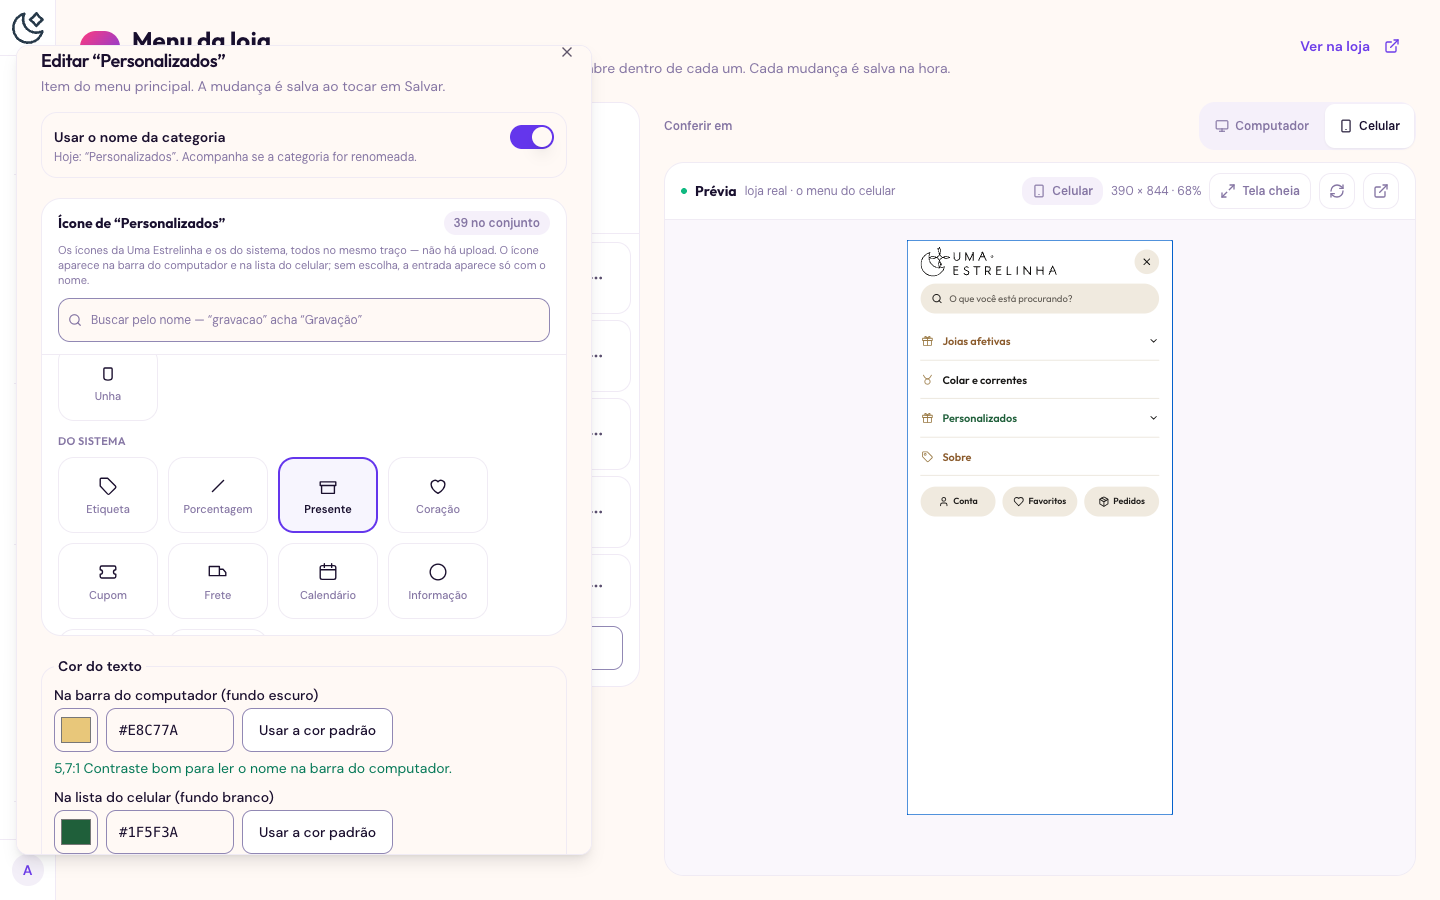 Menu da loja
Ver na loja
abre dentro de cada um. Cada mudança é salva na hora.
Editar “Personalizados”
Item do menu principal. A mudança é salva ao tocar em Salvar.
Usar o nome da categoria
Hoje: “Personalizados”. Acompanha se a categoria for renomeada.
Ícone de “Personalizados”
39 no conjunto
Os ícones da Uma Estrelinha e os do sistema, todos no mesmo traço — não há upload. O ícone
aparece na barra do computador e na lista do celular; sem escolha, a entrada aparece só com o
nome.
Buscar pelo nome — “gravacao” acha “Gravação”
Unha
DO SISTEMA
Etiqueta
Porcentagem
Presente
Coração
Cupom
Frete
Calendário
Informação
Cor do texto
Na barra do computador (fundo escuro)
#E8C77A
Usar a cor padrão
5,7:1 Contraste bom para ler o nome na barra do computador.
Na lista do celular (fundo branco)
#1F5F3A
Usar a cor padrão
A
Conferir em
Computador
Celular
Prévia
loja real · o menu do celular
Celular
390 × 844 · 68%
Tela cheia
UMA
ESTRELINHA
O que você está procurando?
Joias afetivas
Colar e correntes
Personalizados
Sobre
Conta
Favoritos
Pedidos